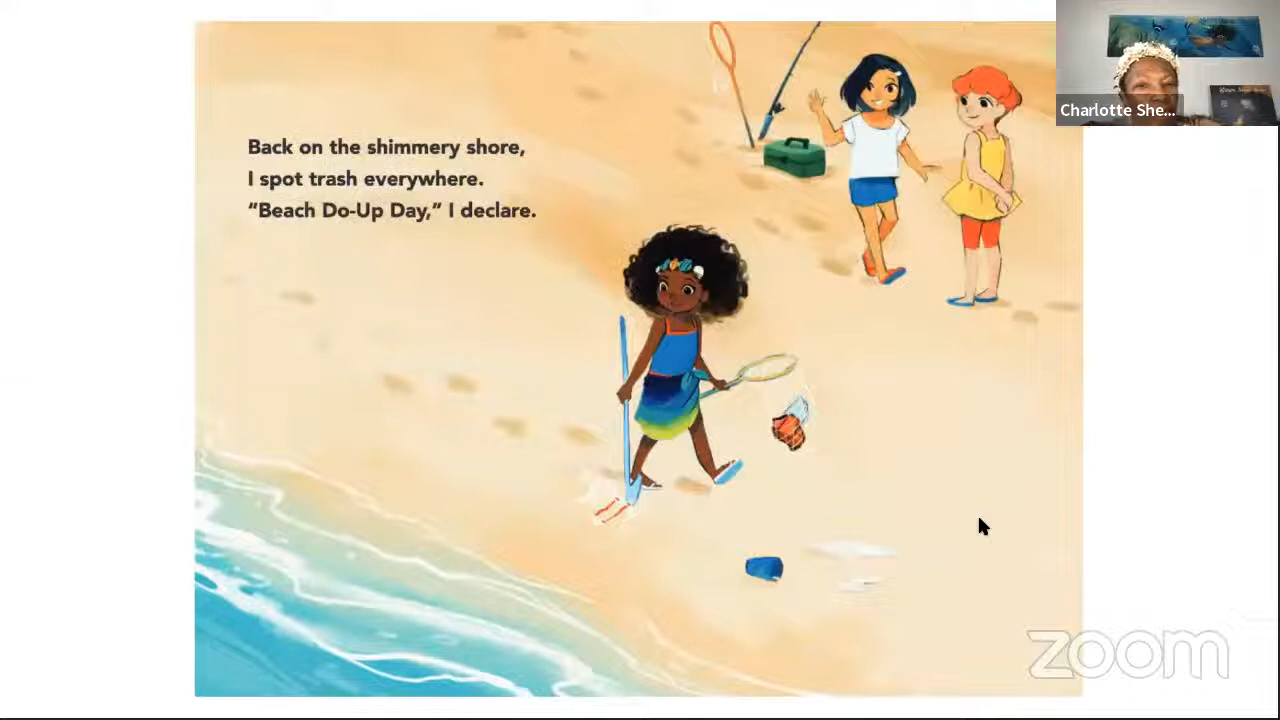 Back on the shimmery shore,
I spot trash everywhere.
“Beach Do-Up Day,” I declare.
Charlotte She...
zoom